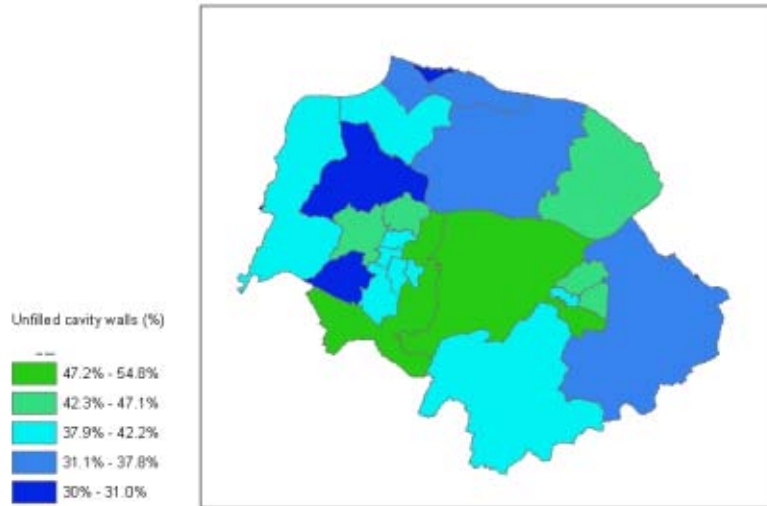 Unfilled cavity walls (%)
47.2% - 54.8%
42.3% - 47.1%
37.9% - 42.2%
31.1% - 37.8%
30% - 31.0%